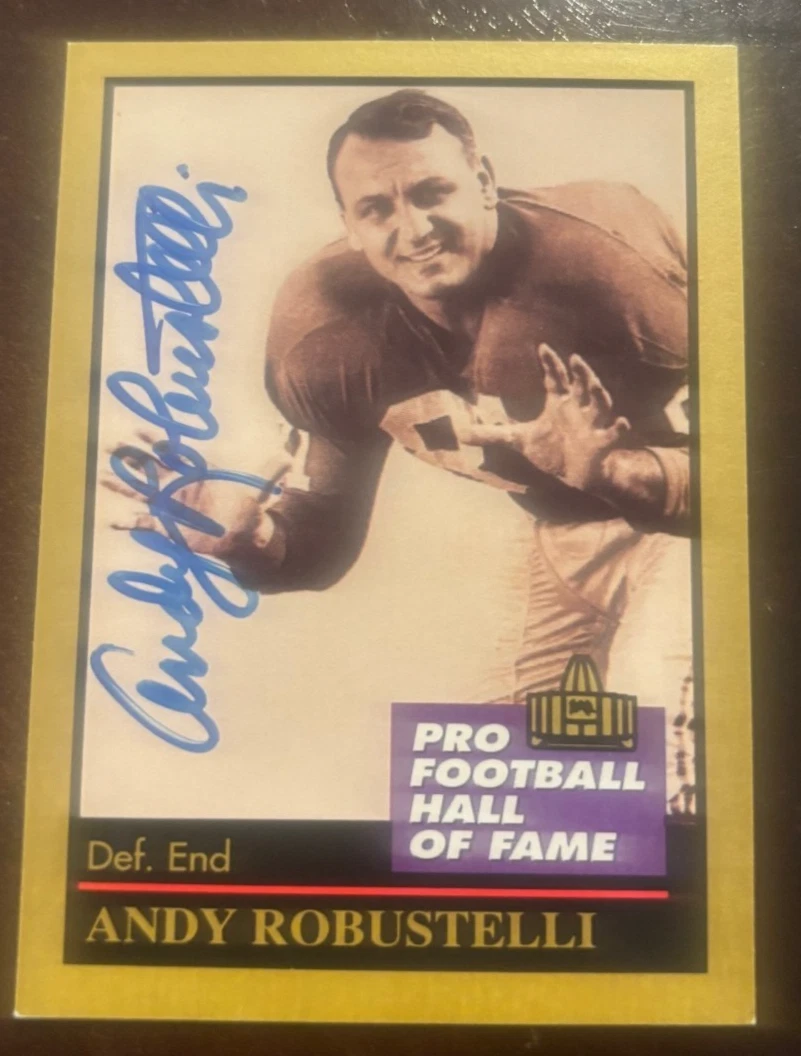 Andy Robustelli
PRO
FOOTBALL
HALL
OF FAME
Def. End
ANDY ROBUSTELLI